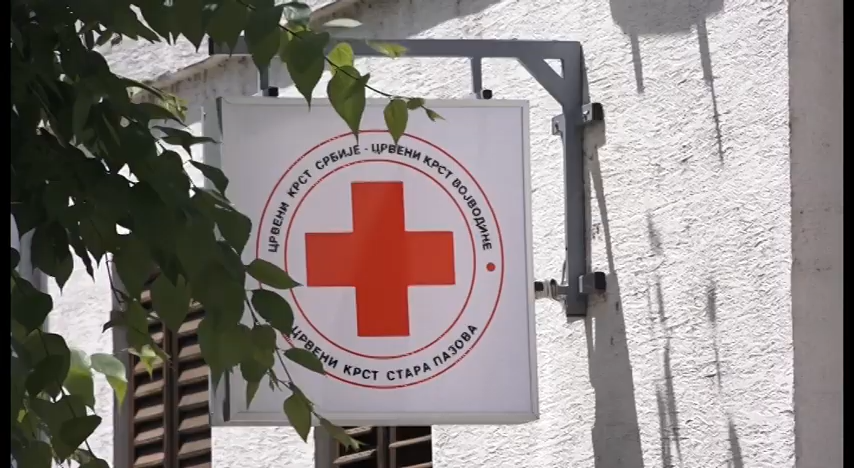 ЦРВЕНИ КРСТ СРБИЈЕ - ЦРВЕНИ КРСТ ВОЈВОДИНЕ
ЦРВЕНИ КРСТ СТАРА ПАЗОВА